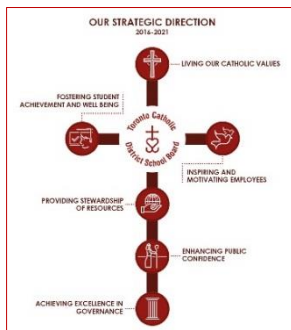 OUR STRATEGIC DIRECTION
2016-2021
LIVING OUR CATHOLIC VALUES
FOSTERING STUDENT
ACHIEVEMENT AND WELL BEING
Toronto Catholic
District School Board
INSPIRING AND
MOTIVATING EMPLOYEES
PROVIDING STEWARDSHIP
OF RESOURCES
ENHANCING PUBLIC
CONFIDENCE
ACHIEVING EXCELLENCE IN
GOVERNANCE